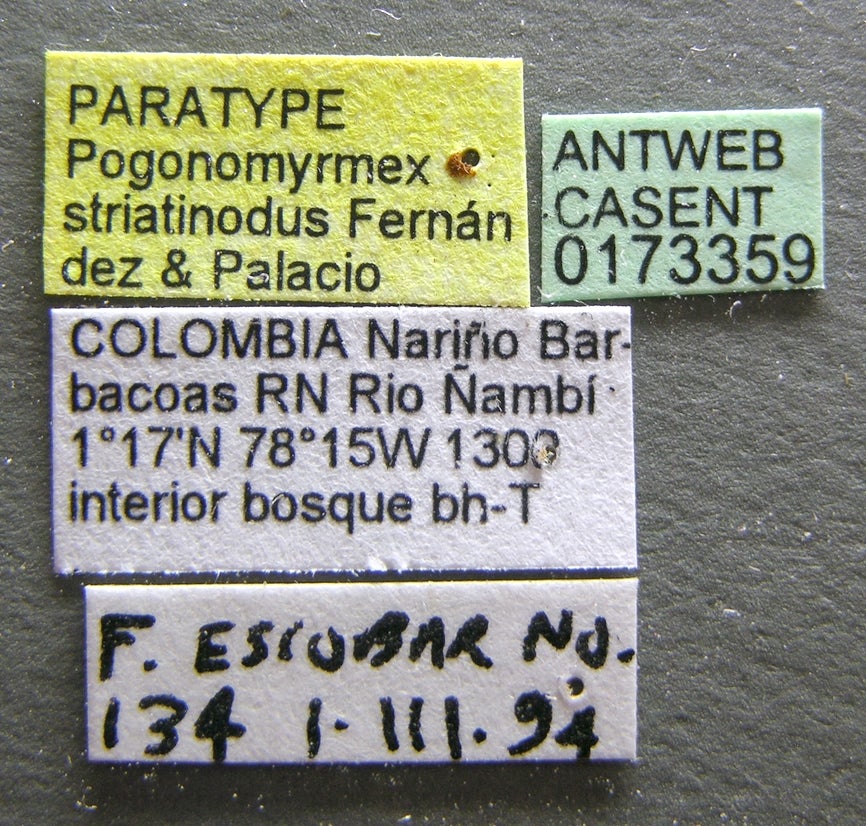 PARATYPE
Pogonomyrmex
striatinodus Fernán
dez & Palacio
ANTWEB
CASENT
0173359
COLOMBIA Nariño Bar-
bacoas RN Rio Ñambí
1°17'N 78°15W 1300
interior bosque bh-T
F. ESCOBAR No.
134 1.III.94